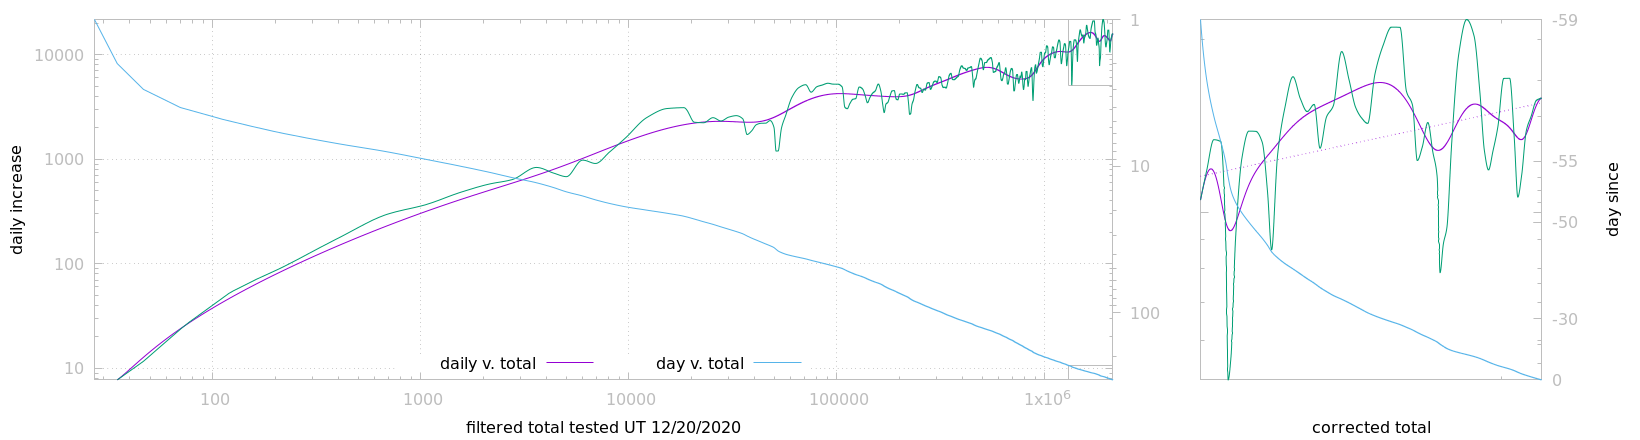 10000
1000
100
10
daily increase
100
1000
10000
100000
1x10^6
1
10
100
daily v. total
day v. total
filtered total tested UT 12/20/2020
-59
-55
-50
-30
0
day since
corrected total